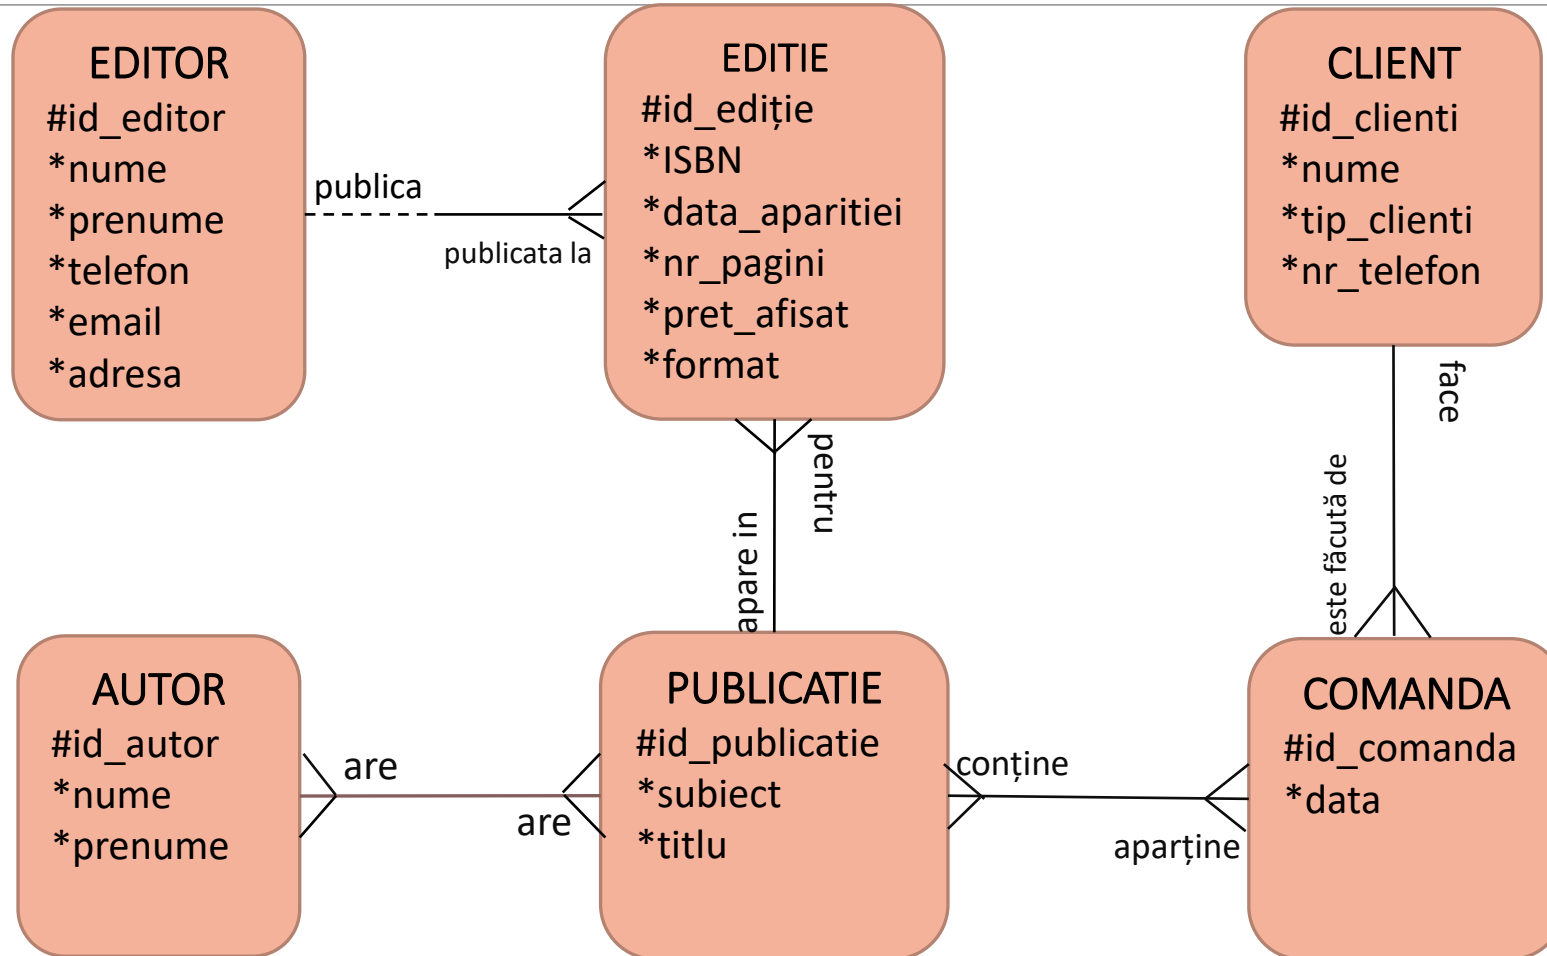 EDITOR
#id_editor
*nume
*prenume
*telefon
*email
*adresa
publica
publicata la
EDITIE
#id_ediție
*ISBN
*data_aparitiei
*nr_pagini
*pret_afisat
*format
CLIENT
#id_clienti
*nume
*tip_clienti
*nr_telefon
pentru
apare in
face
este făcută de
AUTOR
#id_autor
*nume
*prenume
are
are
PUBLICATIE
#id_publicatie
*subiect
*titlu
conține
aparține
COMANDA
#id_comanda
*data